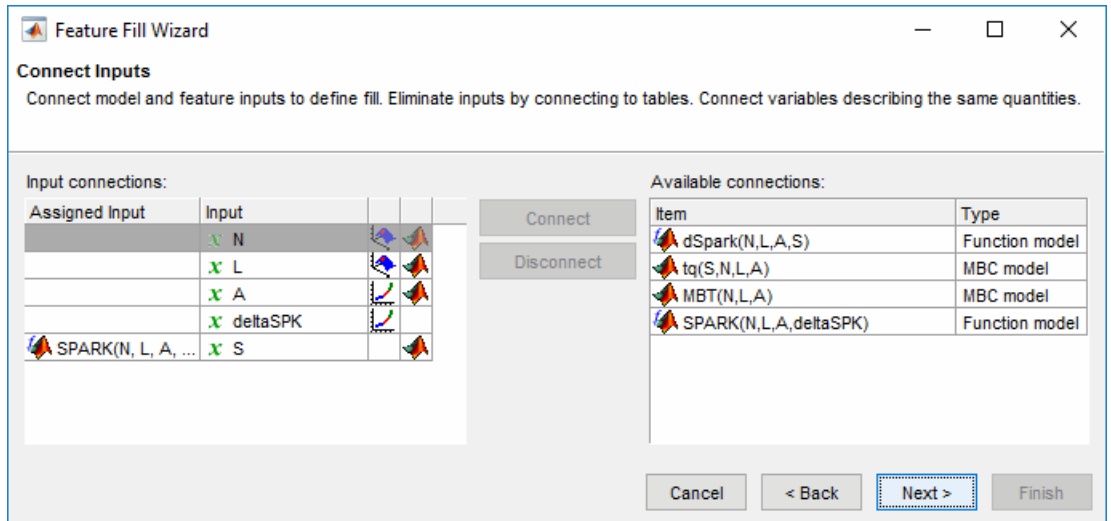 Feature Fill Wizard
Connect Inputs
Connect model and feature inputs to define fill. Eliminate inputs by connecting to tables. Connect variables describing the same quantities.
Input connections:
Assigned Input Input
x N
x L
x A
x deltaSPK
SPARK(N, L, A, ... x S
Connect
Disconnect
Available connections:
Item Type
dSpark(N,L,A,S) Function model
tq(S,N,L,A) MBC model
MBT(N,L,A) MBC model
SPARK(N,L,A,deltaSPK) Function model
Cancel < Back Next > Finish